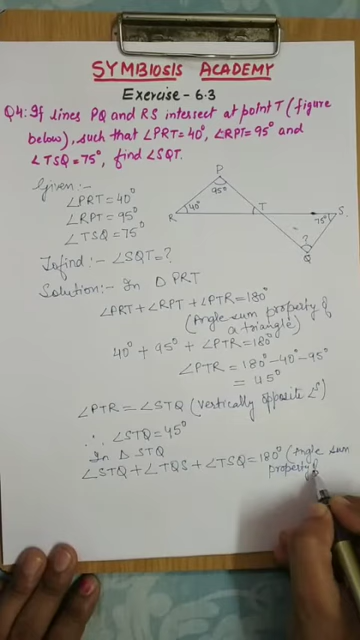 SYMBIOSIS ACADEMY
Exercise - 6.3
Q4:- If lines PQ and RS intersect at point T (figure
below), such that ∠PRT = 40°, ∠RPT = 95° and
∠TSQ = 75°, find ∠SQT.
Given:-
∠PRT = 40°
∠RPT = 95°
∠TSQ = 75°
To find :- ∠SQT = ?
P
95°
R
40°
T
75°
S
?
Q
Solution:- In △ PRT
∠PRT + ∠RPT + ∠PTR = 180°
(Angle sum property of
a triangle)
40° + 95° + ∠PTR = 180°
∠PTR = 180° - 40° - 95°
= 45°
∠PTR = ∠STQ (vertically opposite ∠s)
∴ ∠STQ = 45°
In △ STQ
∠STQ + ∠TQS + ∠TSQ = 180° (Angle sum
property of